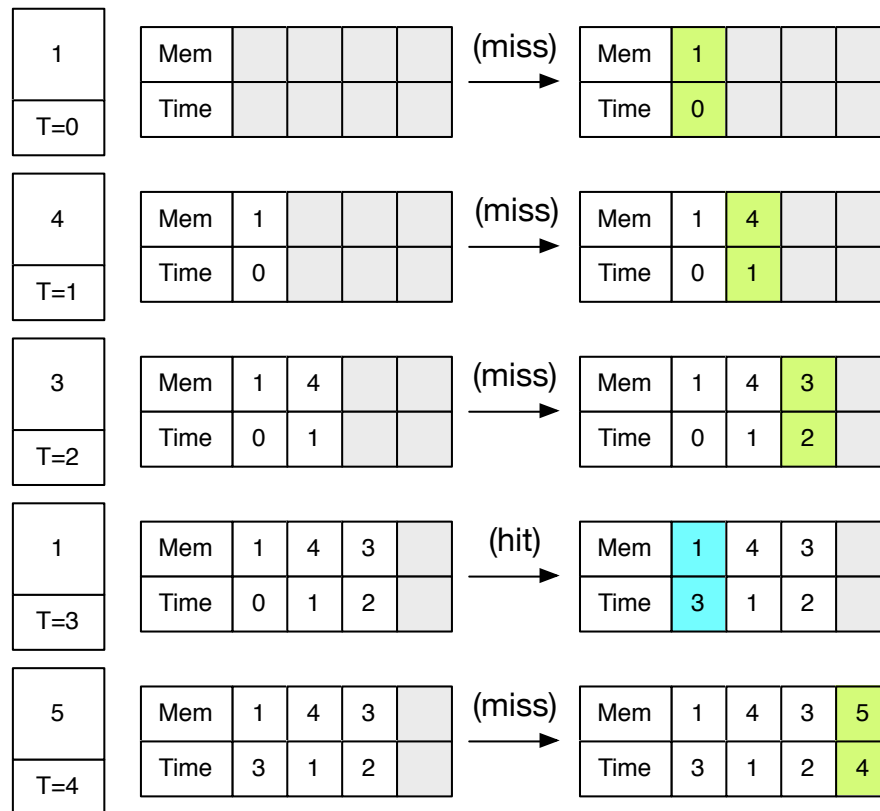 1
T=0
Mem
Time
(miss)
Mem 1
Time 0
4
T=1
Mem 1
Time 0
(miss)
Mem 1 4
Time 0 1
3
T=2
Mem 1 4
Time 0 1
(miss)
Mem 1 4 3
Time 0 1 2
1
T=3
Mem 1 4 3
Time 0 1 2
(hit)
Mem 1 4 3
Time 3 1 2
5
T=4
Mem 1 4 3
Time 3 1 2
(miss)
Mem 1 4 3 5
Time 3 1 2 4